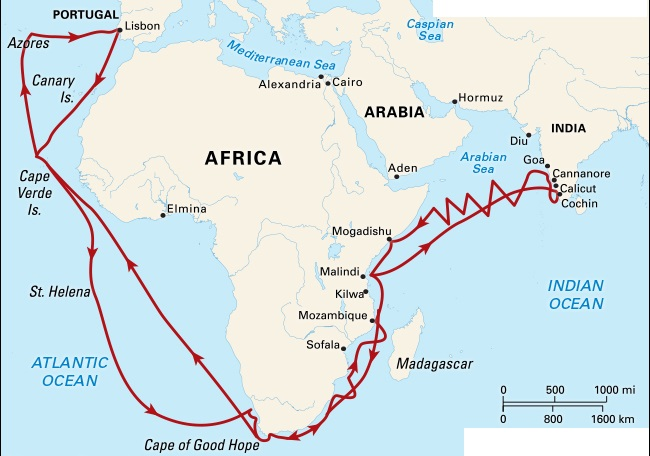 PORTUGAL
Lisbon
Azores
Caspian
Sea
Mediterranean Sea
Canary
Is.
Alexandria
Cairo
Hormuz
ARABIA
INDIA
Diu
AFRICA
Arabian
Sea
Goa
Cannanore
Aden
Calicut
Cape
Verde
Is.
Cochin
Elmina
Mogadishu
Malindi
INDIAN
OCEAN
St. Helena
Kilwa
Mozambique
Sofala
Madagascar
ATLANTIC
OCEAN
0 500 1000 mi
0 800 1600 km
Cape of Good Hope